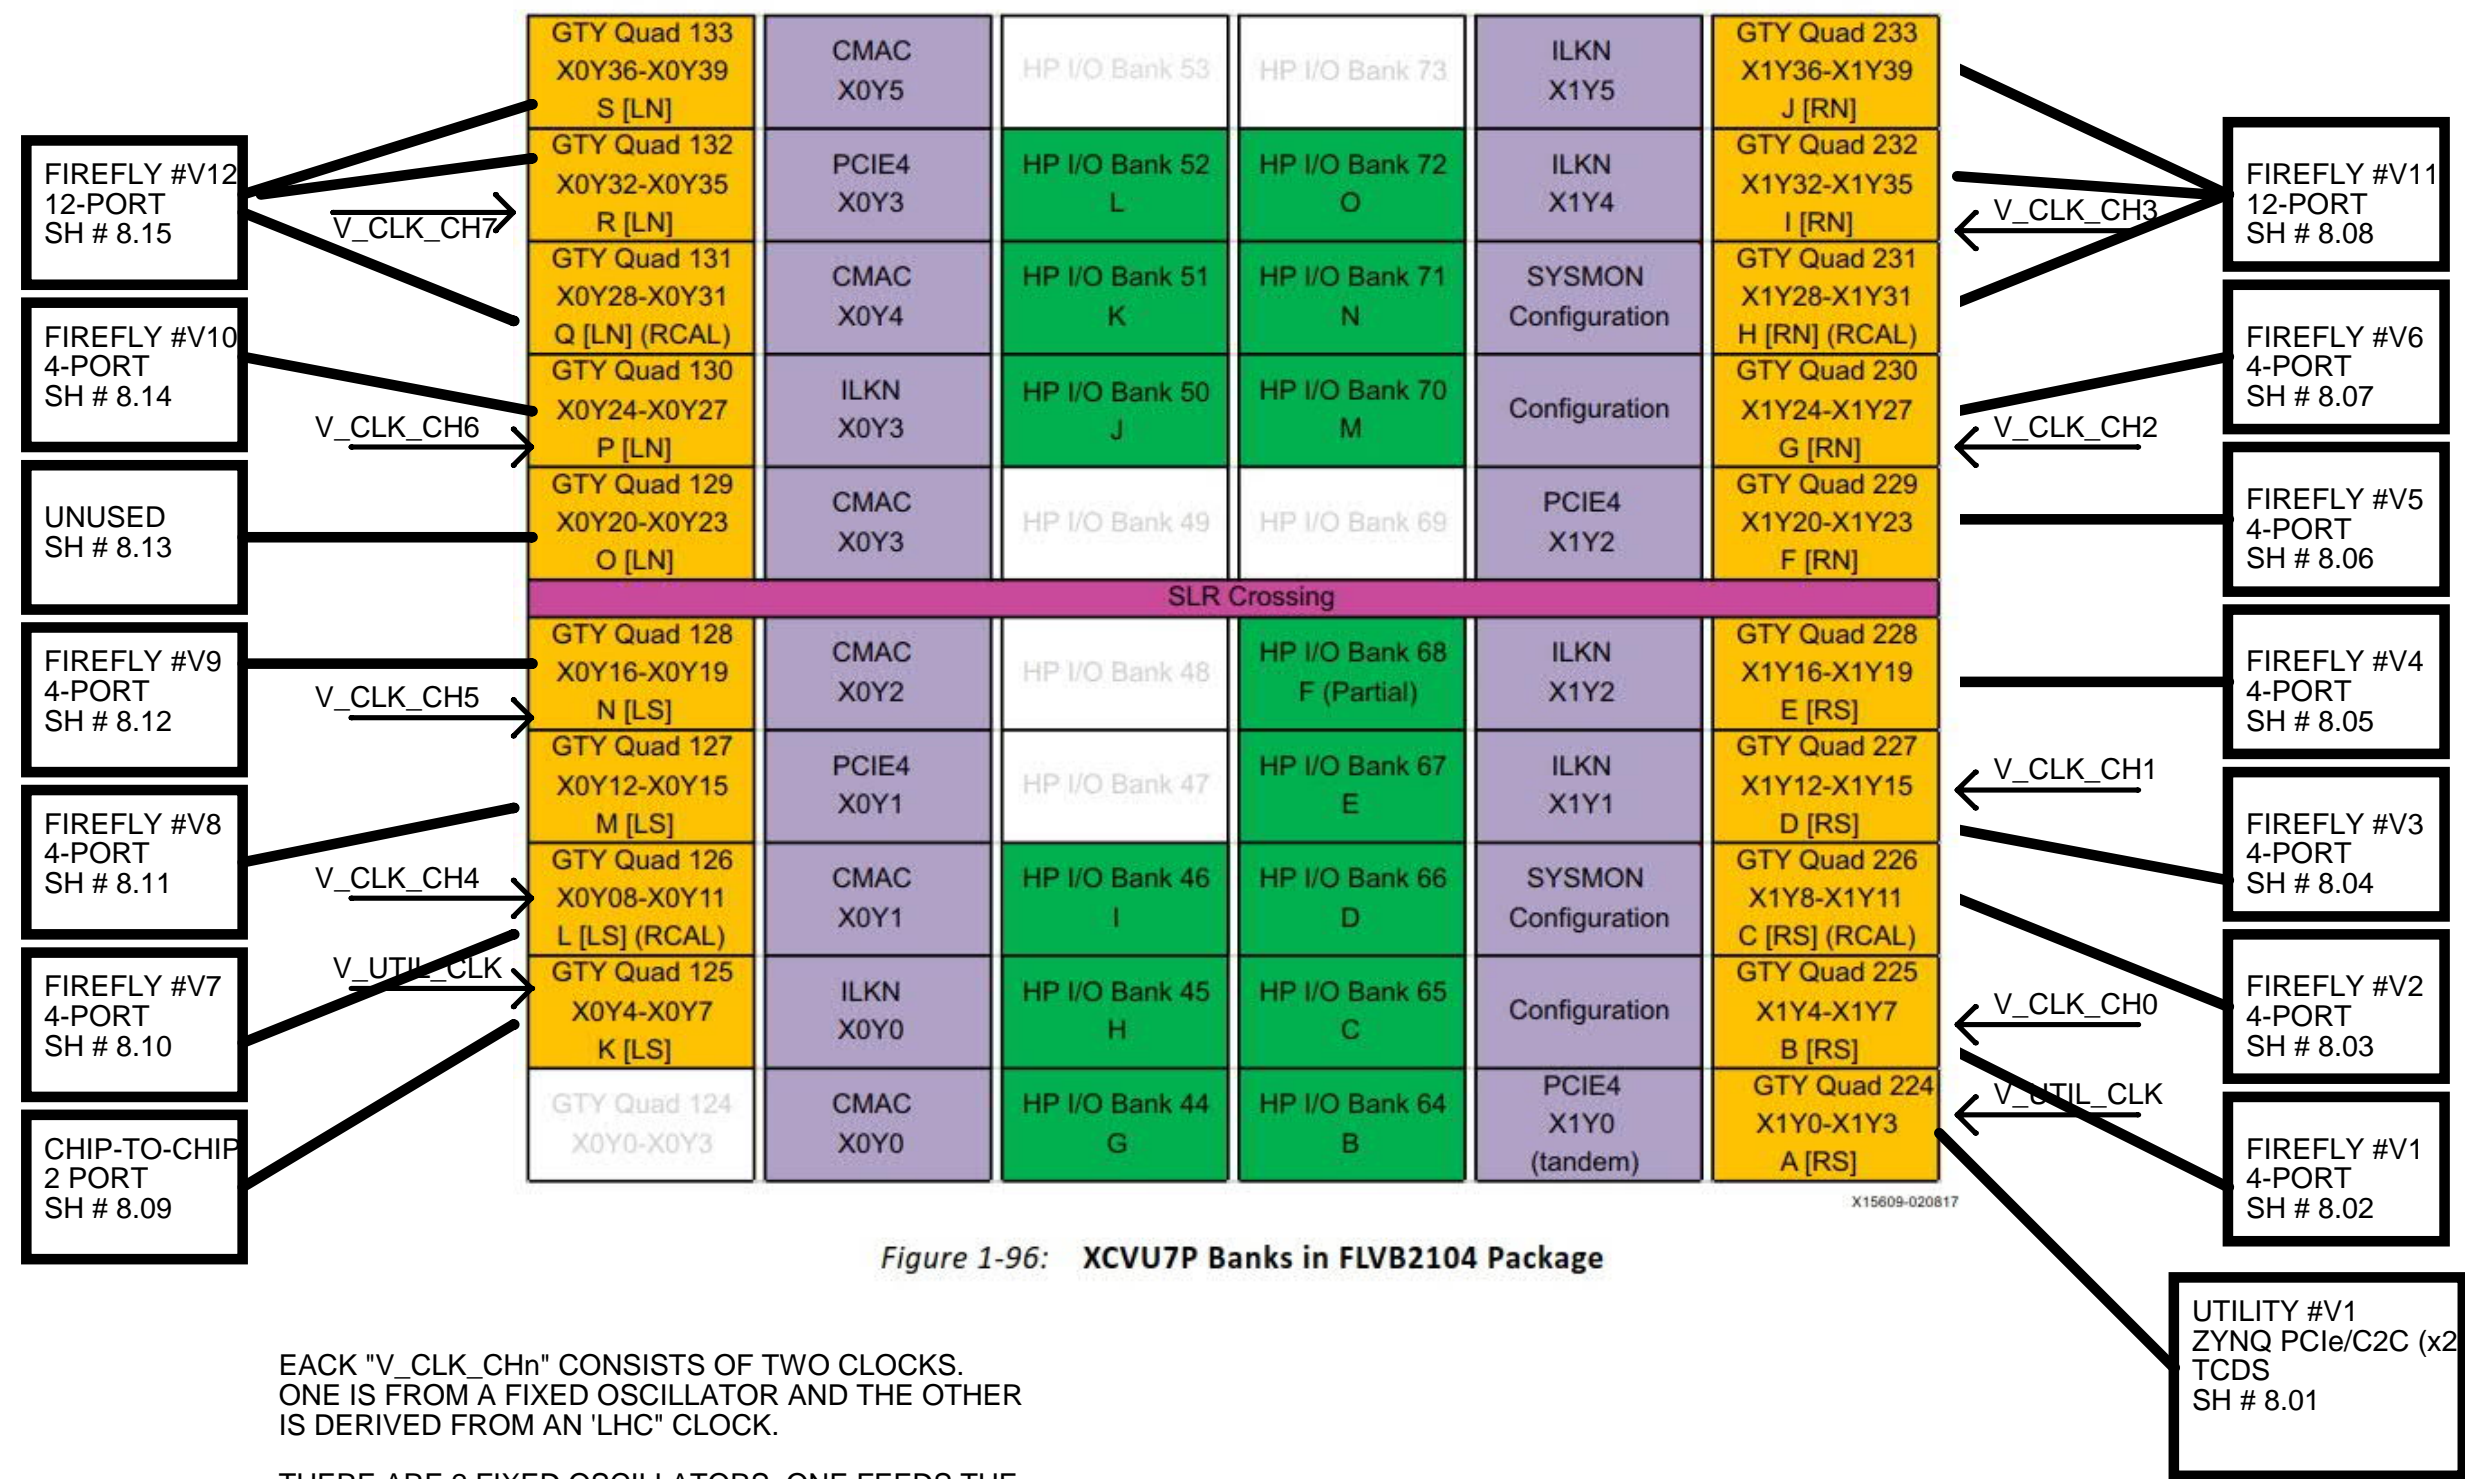 GTY Quad 133
X0Y36-X0Y39
S [LN]
CMAC
X0Y5
HP I/O Bank 53
HP I/O Bank 73
ILKN
X1Y5
GTY Quad 233
X1Y36-X1Y39
J [RN]
FIREFLY #V12
12-PORT
SH # 8.15
V_CLK_CH7
GTY Quad 132
X0Y32-X0Y35
R [LN]
PCIE4
X0Y3
HP I/O Bank 52
L
HP I/O Bank 72
O
ILKN
X1Y4
GTY Quad 232
X1Y32-X1Y35
I [RN]
V_CLK_CH3
FIREFLY #V11
12-PORT
SH # 8.08
GTY Quad 131
X0Y28-X0Y31
Q [LN] (RCAL)
CMAC
X0Y4
HP I/O Bank 51
K
HP I/O Bank 71
N
SYSMON
Configuration
GTY Quad 231
X1Y28-X1Y31
H [RN] (RCAL)
FIREFLY #V10
4-PORT
SH # 8.14
V_CLK_CH6
GTY Quad 130
X0Y24-X0Y27
P [LN]
ILKN
X0Y3
HP I/O Bank 50
J
HP I/O Bank 70
M
Configuration
GTY Quad 230
X1Y24-X1Y27
G [RN]
V_CLK_CH2
FIREFLY #V6
4-PORT
SH # 8.07
UNUSED
SH # 8.13
GTY Quad 129
X0Y20-X0Y23
O [LN]
CMAC
X0Y3
HP I/O Bank 49
HP I/O Bank 69
PCIE4
X1Y2
GTY Quad 229
X1Y20-X1Y23
F [RN]
FIREFLY #V5
4-PORT
SH # 8.06
SLR Crossing
FIREFLY #V9
4-PORT
SH # 8.12
V_CLK_CH5
GTY Quad 128
X0Y16-X0Y19
N [LS]
CMAC
X0Y2
HP I/O Bank 48
HP I/O Bank 68
F (Partial)
ILKN
X1Y2
GTY Quad 228
X1Y16-X1Y19
E [RS]
FIREFLY #V4
4-PORT
SH # 8.05
GTY Quad 127
X0Y12-X0Y15
M [LS]
PCIE4
X0Y1
HP I/O Bank 47
HP I/O Bank 67
E
ILKN
X1Y1
GTY Quad 227
X1Y12-X1Y15
D [RS]
V_CLK_CH1
FIREFLY #V8
4-PORT
SH # 8.11
V_CLK_CH4
GTY Quad 126
X0Y08-X0Y11
L [LS] (RCAL)
CMAC
X0Y1
HP I/O Bank 46
I
HP I/O Bank 66
D
SYSMON
Configuration
GTY Quad 226
X1Y8-X1Y11
C [RS] (RCAL)
FIREFLY #V3
4-PORT
SH # 8.04
FIREFLY #V7
4-PORT
SH # 8.10
V_UTIL_CLK
GTY Quad 125
X0Y4-X0Y7
K [LS]
ILKN
X0Y0
HP I/O Bank 45
H
HP I/O Bank 65
C
Configuration
GTY Quad 225
X1Y4-X1Y7
B [RS]
V_CLK_CH0
FIREFLY #V2
4-PORT
SH # 8.03
CHIP-TO-CHIP
2 PORT
SH # 8.09
GTY Quad 124
X0Y0-X0Y3
CMAC
X0Y0
HP I/O Bank 44
G
HP I/O Bank 64
B
PCIE4
X1Y0
(tandem)
GTY Quad 224
X1Y0-X1Y3
A [RS]
V_UTIL_CLK
FIREFLY #V1
4-PORT
SH # 8.02
X15609-020817
Figure 1-96: XCVU7P Banks in FLVB2104 Package
UTILITY #V1
ZYNQ PCIe/C2C (x2
TCDS
SH # 8.01
EACK "V_CLK_CHn" CONSISTS OF TWO CLOCKS.
ONE IS FROM A FIXED OSCILLATOR AND THE OTHER
IS DERIVED FROM AN 'LHC" CLOCK.
THERE ARE FIXED OSCILLATORS. ONE FEEDS THE